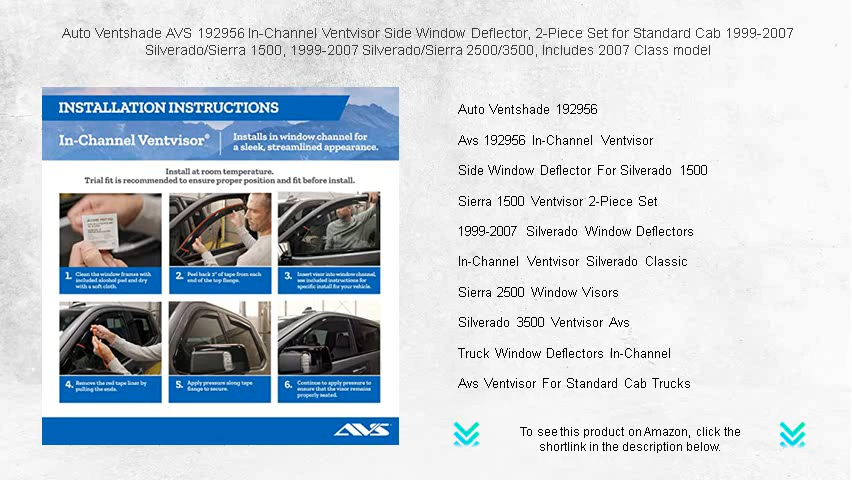 Auto Ventshade AVS 192956 In-Channel Ventvisor Side Window Deflector, 2-Piece Set for Standard Cab 1999-2007
Silverado/Sierra 1500, 1999-2007 Silverado/Sierra 2500/3500, Includes 2007 Class model
INSTALLATION INSTRUCTIONS
In-Channel Ventvisor®
Installs in window channel for
a sleek, streamlined appearance.
Install at room temperature.
Trial fit is recommended to ensure proper position and fit before install.
1. Clean the window frames with
included alcohol pad and dry
with a soft cloth.
2. Peel back 2" of tape from each
end of the top flange.
3. Insert visor into window channel,
see included instructions for
specific install for your vehicle.
4. Remove the red tape liner by
pulling the ends.
5. Apply pressure along tape
flange to secure.
6. Continue to apply pressure to
ensure that the visor remains
properly seated.
AVS
Auto Ventshade 192956
Avs 192956 In-Channel Ventvisor
Side Window Deflector For Silverado 1500
Sierra 1500 Ventvisor 2-Piece Set
1999-2007 Silverado Window Deflectors
In-Channel Ventvisor Silverado Classic
Sierra 2500 Window Visors
Silverado 3500 Ventvisor Avs
Truck Window Deflectors In-Channel
Avs Ventvisor For Standard Cab Trucks
To see this product on Amazon, click the
shortlink in the description below.